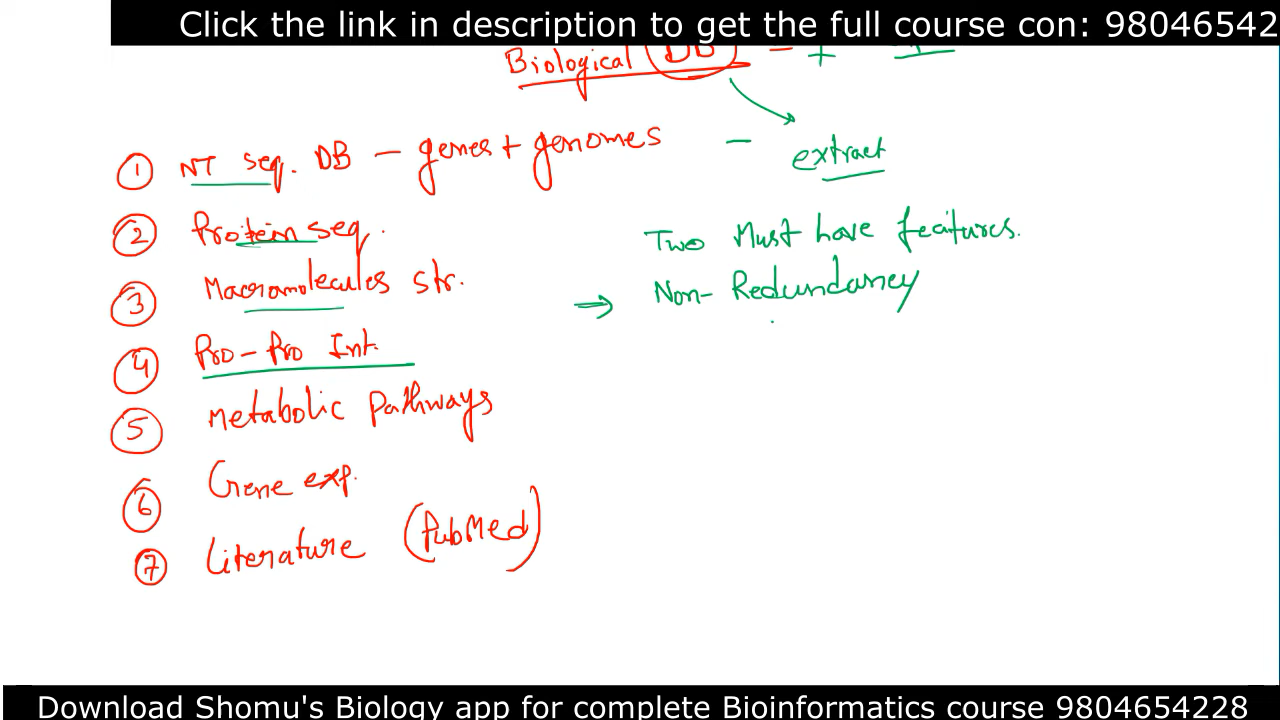 Click the link in description to get the full course con: 98046542
Biological DB - +
① NT seq. DB - genes + genomes - extract
② Protein seq.
Two Must have features.
③ Macromolecules str.
→ Non-Redundancy
④ Pro-Pro Int.
⑤ Metabolic Pathways
⑥ Gene exp.
⑦ Literature (PubMed)
Download Shomu's Biology app for complete Bioinformatics course 9804654228